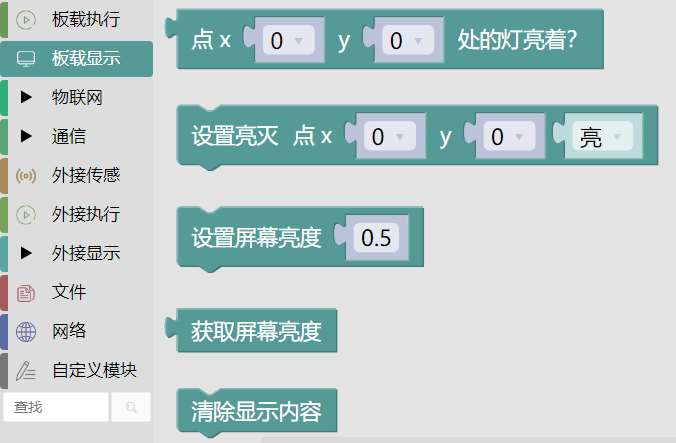 板载执行
板载显示
物联网
通信
外接传感
外接执行
外接显示
文件
网络
自定义模块
查找
点 x 0 y 0 处的灯亮着?
设置亮灭 点 x 0 y 0 亮
设置屏幕亮度 0.5
获取屏幕亮度
清除显示内容